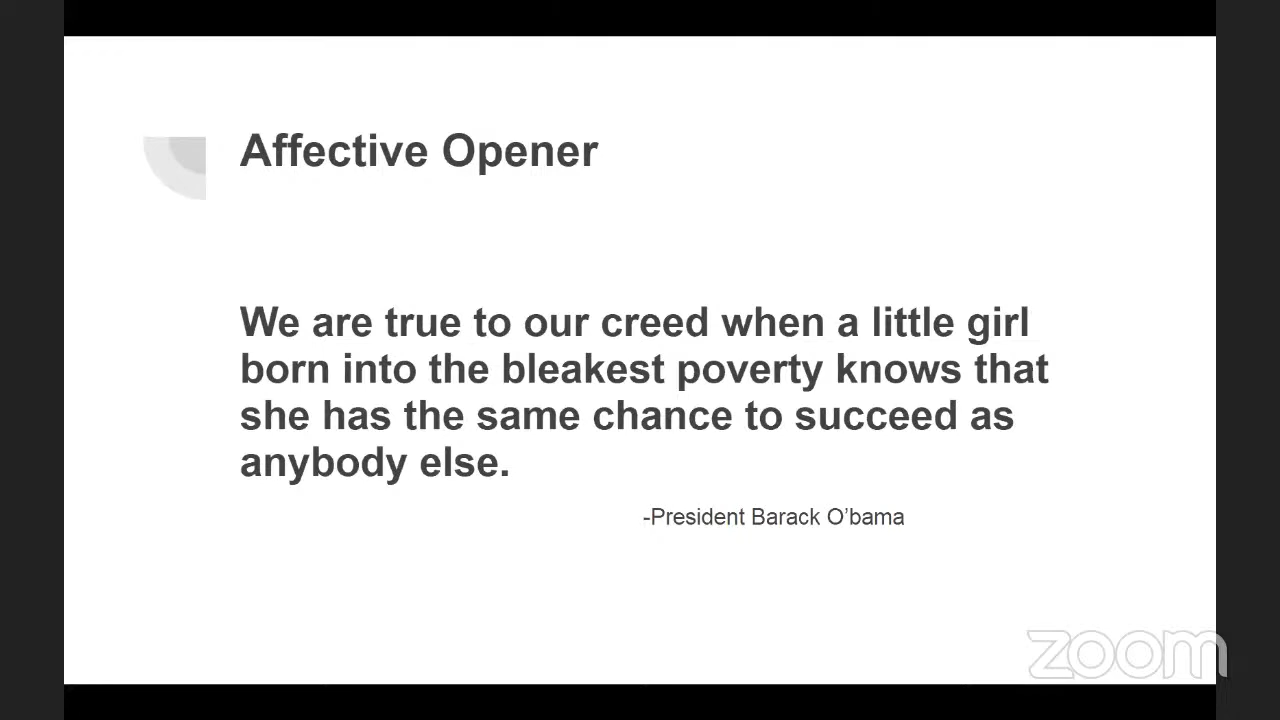 Affective Opener
We are true to our creed when a little girl
born into the bleakest poverty knows that
she has the same chance to succeed as
anybody else.
-President Barack O’bama
zoom